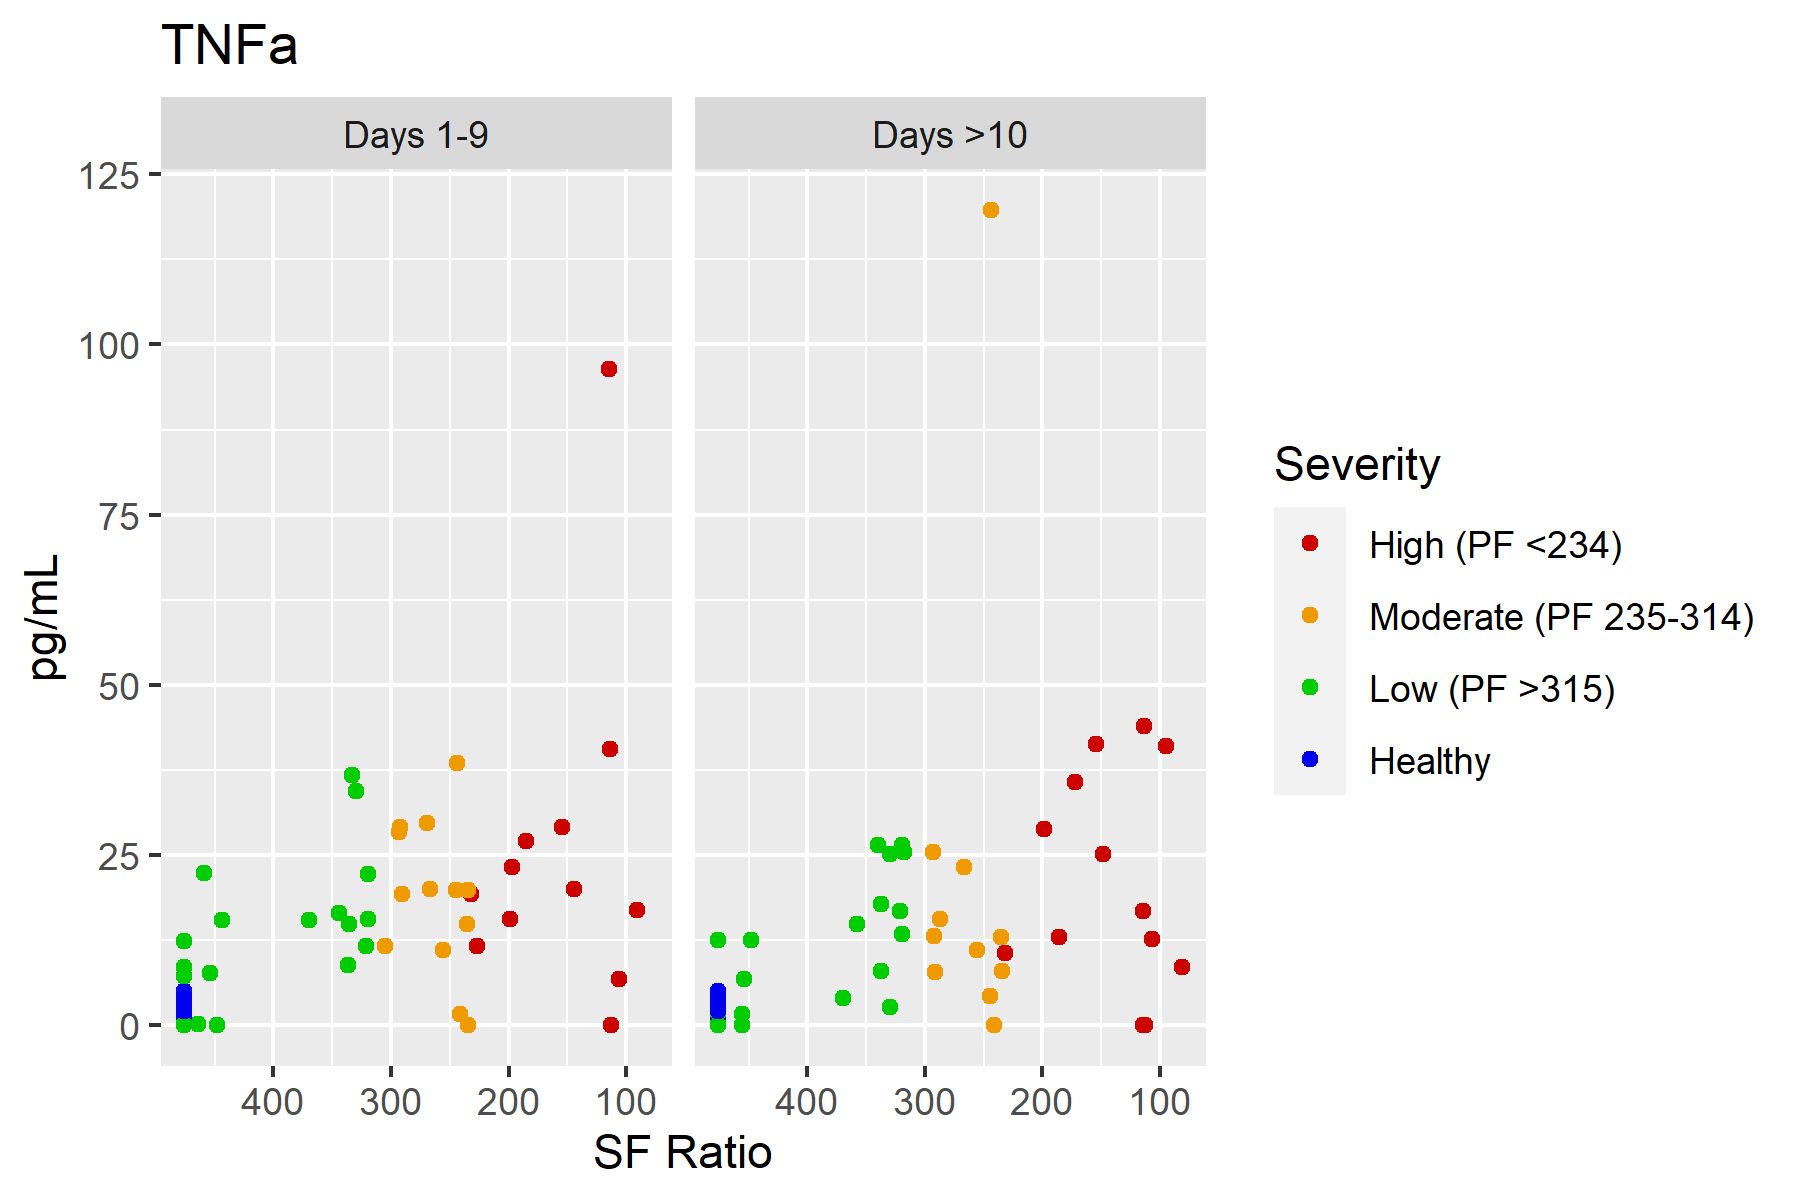 TNFa
Days 1-9
Days >10
125
100
75
50
25
0
pg/mL
400 300 200 100
400 300 200 100
SF Ratio
Severity
High (PF <234)
Moderate (PF 235-314)
Low (PF >315)
Healthy